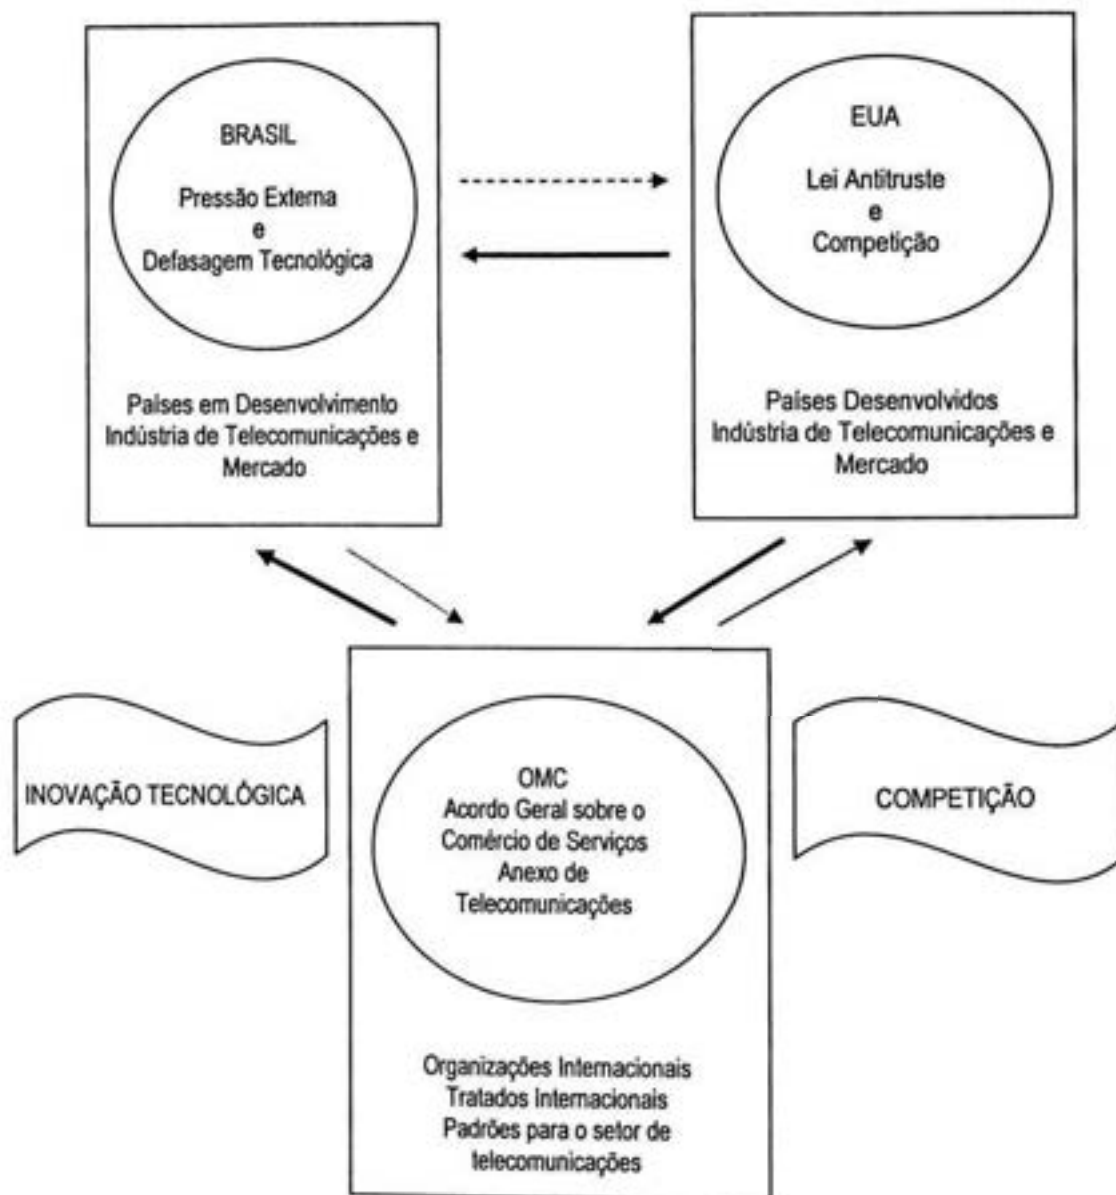 BRASIL
Pressão Externa
e
Defasagem Tecnológica
Países em Desenvolvimento
Indústria de Telecomunicações e
Mercado
EUA
Lei Antitruste
e
Competição
Países Desenvolvidos
Indústria de Telecomunicações e
Mercado
INOVAÇÃO TECNOLÓGICA
OMC
Acordo Geral sobre o
Comércio de Serviços
Anexo de
Telecomunicações
Organizações Internacionais
Tratados Internacionais
Padrões para o setor de
telecomunicações
COMPETIÇÃO